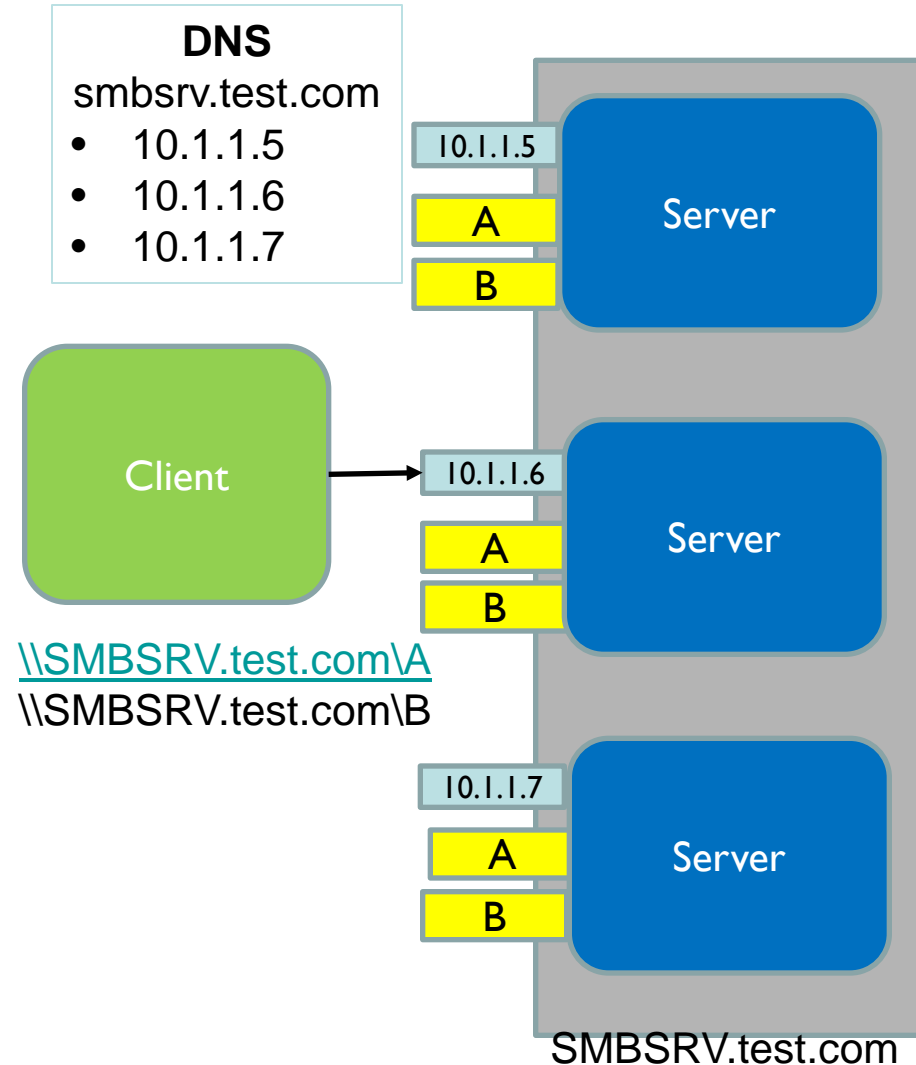 DNS
smbsrv.test.com
• 10.1.1.5
• 10.1.1.6
• 10.1.1.7
10.1.1.5
A
B
Server
Client
10.1.1.6
A
B
Server
\\SMBSRV.test.com\A
\\SMBSRV.test.com\B
10.1.1.7
A
B
Server
SMBSRV.test.com